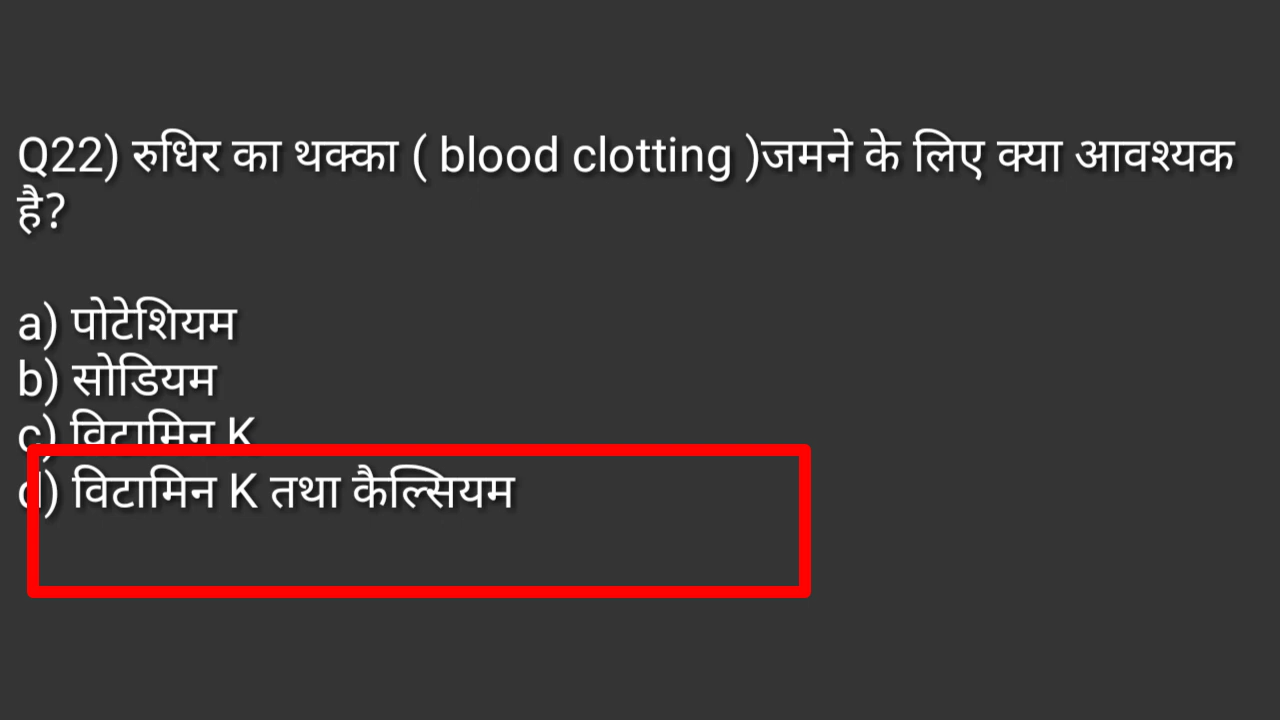 Q22) रुधिर का थक्का ( blood clotting )जमने के लिए क्या आवश्यक
है?
a) पोटेशियम
b) सोडियम
c) विटामिन K
d) विटामिन K तथा कैल्सियम